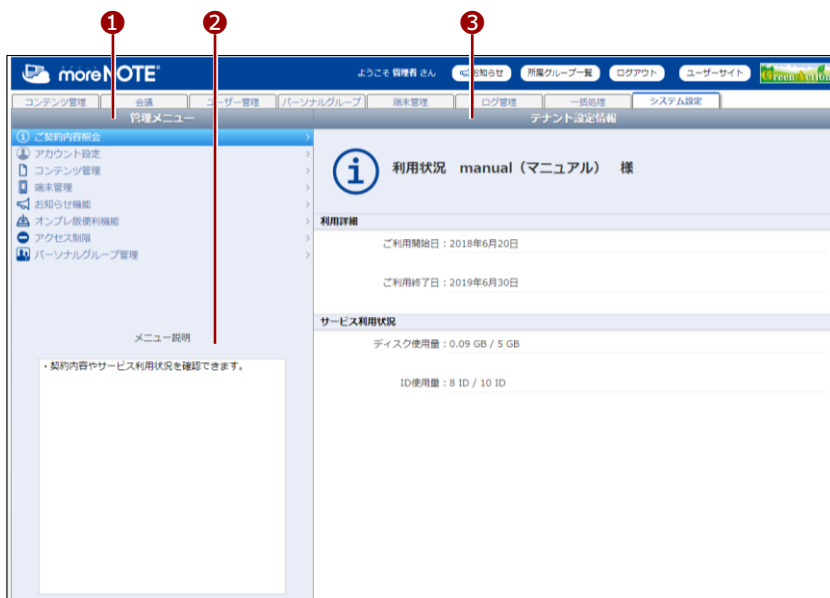 1 2 3
moreNOTE
ようこそ 管理者 さん お知らせ 所属グループ一覧 ログアウト ユーザーサイト Green Action
コンテンツ管理 会議 ユーザー管理 パーソナルグループ 端末管理 ログ管理 一括処理 システム設定
管理メニュー
テナント設定情報
ご契約内容照会
アカウント設定
コンテンツ管理
端末管理
お知らせ機能
オンプレ版便利機能
アクセス制限
パーソナルグループ管理
メニュー説明
・契約内容やサービス利用状況を確認できます。
利用状況 manual（マニュアル） 様
利用詳細
ご利用開始日：2018年6月20日
ご利用終了日：2019年6月30日
サービス利用状況
ディスク使用量：0.09 GB / 5 GB
ID使用量：8 ID / 10 ID